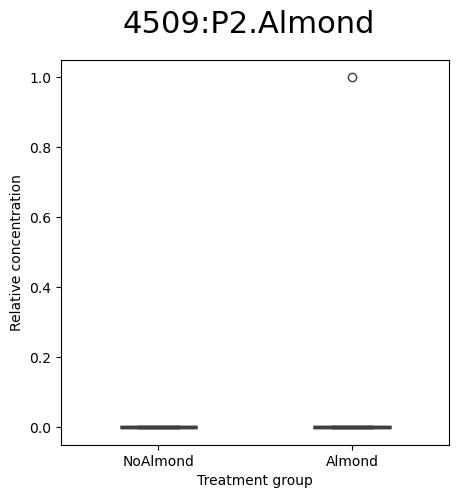 4509:P2.Almond
1.0
0.8
0.6
0.4
0.2
0.0
Relative concentration
NoAlmond
Almond
Treatment group